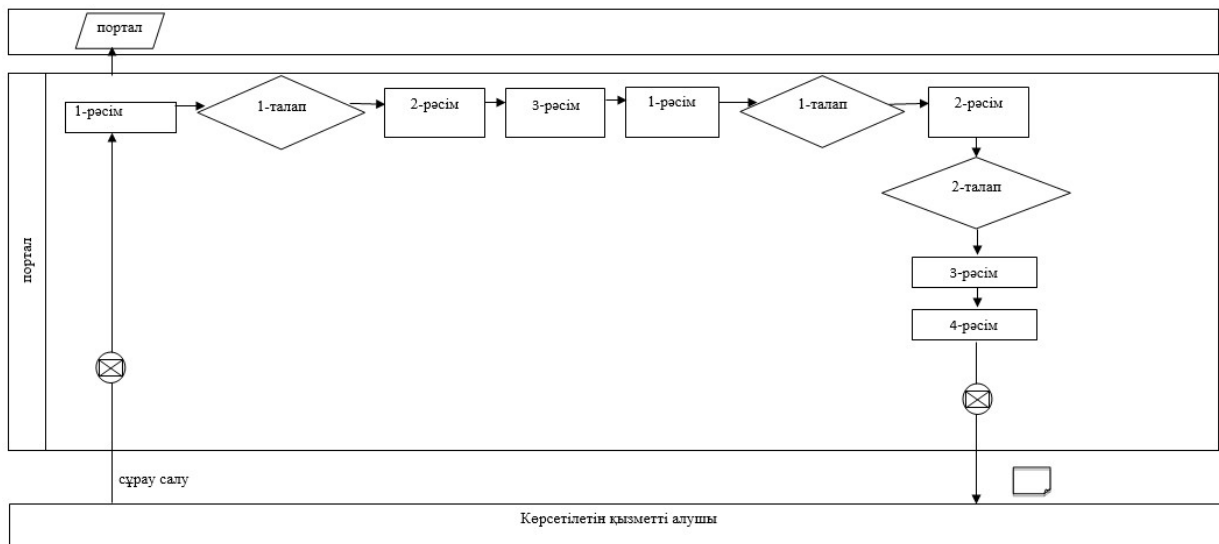 портал
1-рәсім
1-талап
2-рәсім
3-рәсім
1-рәсім
1-талап
2-рәсім
2-талап
3-рәсім
4-рәсім
портал
сұрау салу
Көрсетілетін қызметті алушы